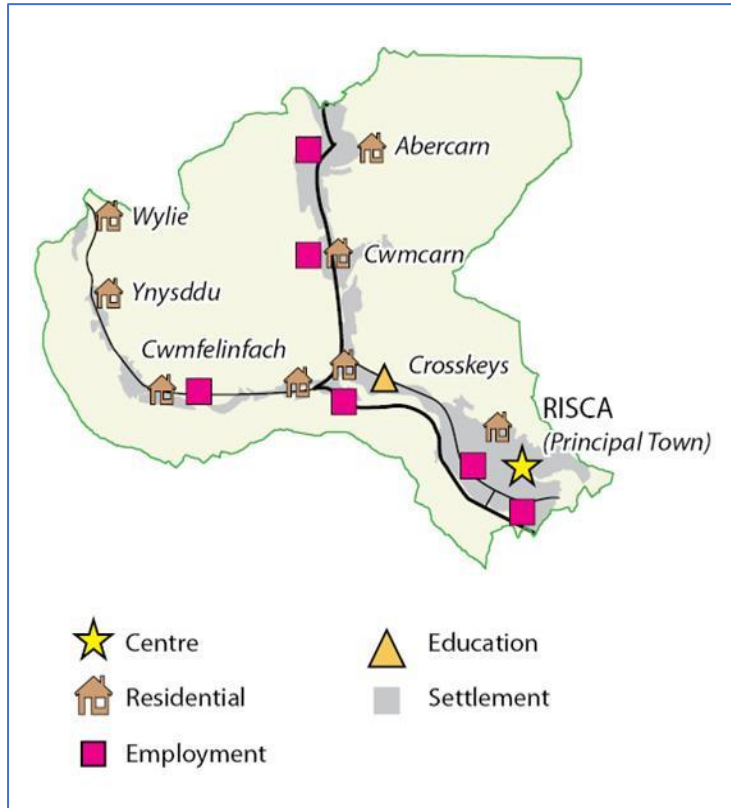 Abercarn
Wylie
Cwmcarn
Ynysddu
Cwmfelinfach
Crosskeys
RISCA
(Principal Town)
Centre
Education
Residential
Settlement
Employment